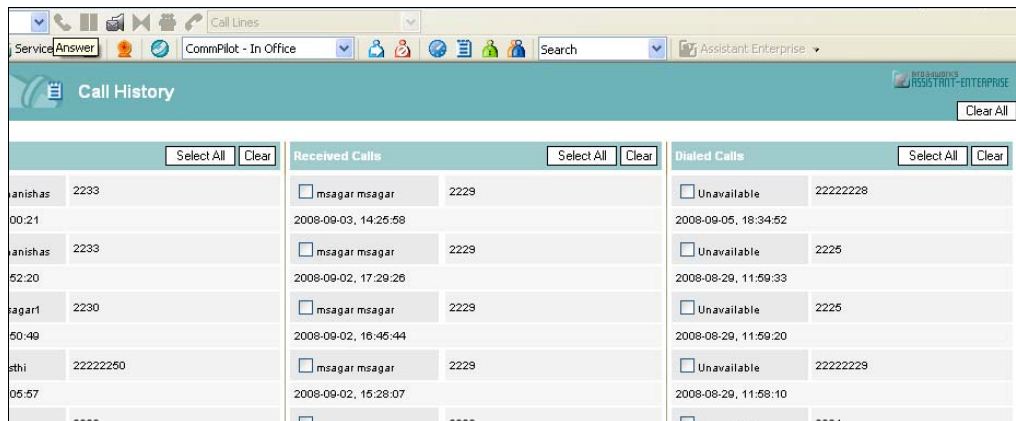 Call Lines
Service Answer CommPilot - In Office Search Assistant Enterprise
Call History
BROADWORKS
ASSISTANT-ENTERPRISE
Clear All
Select All Clear Received Calls Select All Clear Dialed Calls Select All Clear
anishas 2233 msagar msagar 2229 Unavailable 22222228
00:21 2008-09-03, 14:25:58 2008-09-05, 18:34:52
anishas 2233 msagar msagar 2229 Unavailable 2225
52:20 2008-09-02, 17:29:26 2008-08-29, 11:59:33
sagar1 2230 msagar msagar 2229 Unavailable 2225
50:49 2008-09-02, 16:45:44 2008-08-29, 11:59:20
sthi 22222250 msagar msagar 2229 Unavailable 22222229
05:57 2008-09-02, 15:28:07 2008-08-29, 11:58:10